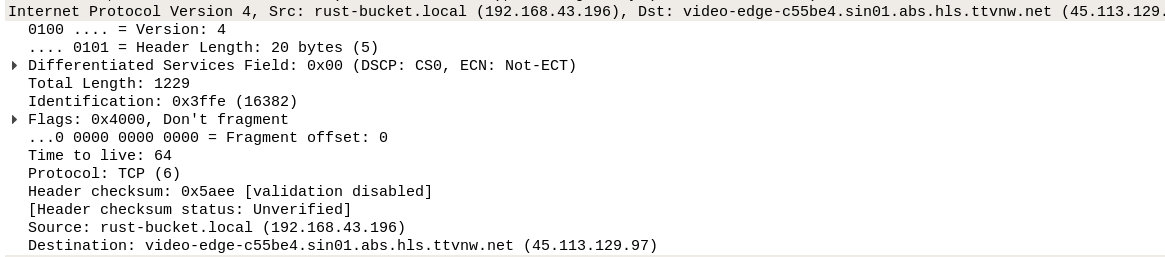 Internet Protocol Version 4, Src: rust-bucket.local (192.168.43.196), Dst: video-edge-c55be4.sin01.abs.hls.ttvnw.net (45.113.129.
0100 .... = Version: 4
.... 0101 = Header Length: 20 bytes (5)
Differentiated Services Field: 0x00 (DSCP: CS0, ECN: Not-ECT)
Total Length: 1229
Identification: 0x3ffe (16382)
Flags: 0x4000, Don't fragment
...0 0000 0000 0000 = Fragment offset: 0
Time to live: 64
Protocol: TCP (6)
Header checksum: 0x5aee [validation disabled]
[Header checksum status: Unverified]
Source: rust-bucket.local (192.168.43.196)
Destination: video-edge-c55be4.sin01.abs.hls.ttvnw.net (45.113.129.97)